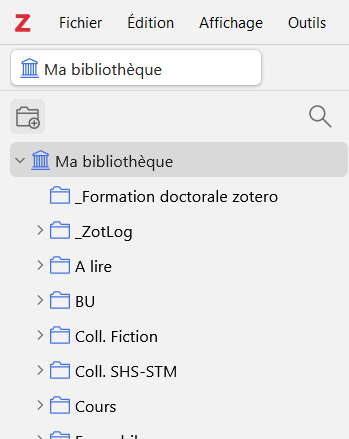 Z Fichier Édition Affichage Outils
Ma bibliothèque
Ma bibliothèque
_Formation doctorale zotero
_ZotLog
A lire
BU
Coll. Fiction
Coll. SHS-STM
Cours